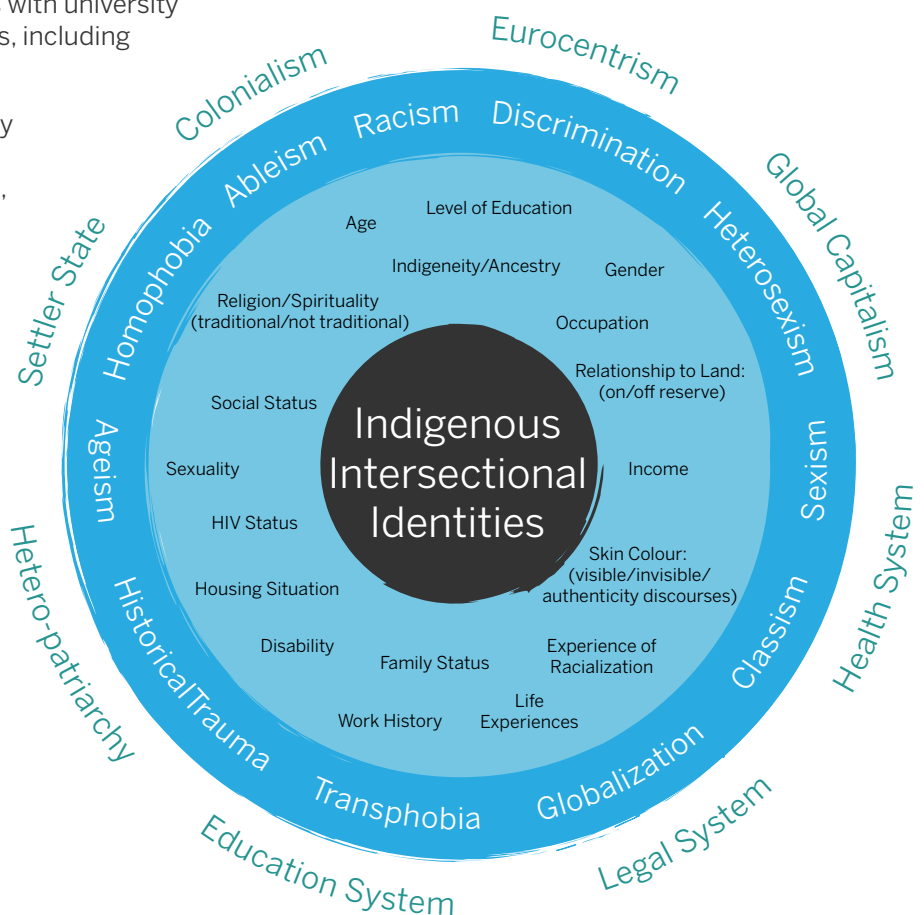 with university
s, including
y
,
Colonialism
Eurocentrism
Global Capitalism
Health System
Legal System
Education System
Hetero-patriarchy
Settler State
Racism
Discrimination
Heterosexism
Sexism
Classism
Globalization
Transphobia
HistoricalTrauma
Ageism
Homophobia
Ableism
Age
Level of Education
Indigeneity/Ancestry
Gender
Religion/Spirituality
(traditional/not traditional)
Occupation
Relationship to Land:
(on/off reserve)
Social Status
Sexuality
Income
HIV Status
Skin Colour:
(visible/invisible/
authenticity discourses)
Housing Situation
Disability
Family Status
Experience of
Racialization
Work History
Life
Experiences
Indigenous
Intersectional
Identities